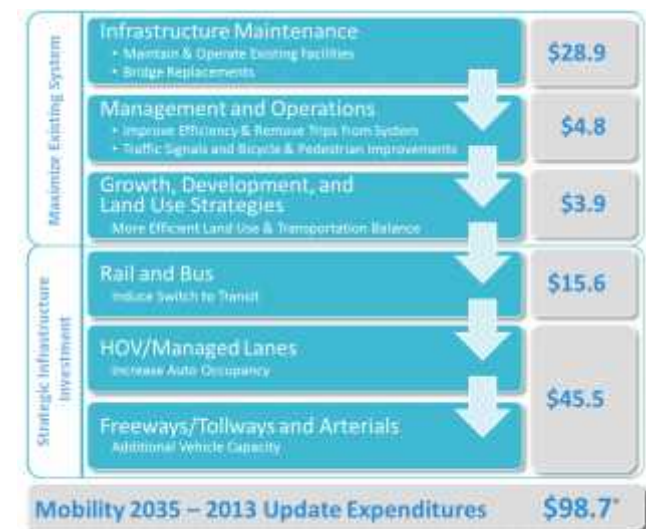 Maximize Existing System
Infrastructure Maintenance
• Maintain & Operate Existing Facilities
• Bridge Replacements
$28.9
Management and Operations
• Improve Efficiency & Remove Trips from System
• Traffic Signals and Bicycle & Pedestrian Improvements
$4.8
Growth, Development, and
Land Use Strategies
More Efficient Land Use & Transportation Balance
$3.9
Strategic Infrastructure
Investment
Rail and Bus
Induce Switch to Transit
$15.6
HOV/Managed Lanes
Increase Auto Occupancy
$45.5
Freeways/Tollways and Arterials
Additional Vehicle Capacity
Mobility 2035 – 2013 Update Expenditures
$98.7*